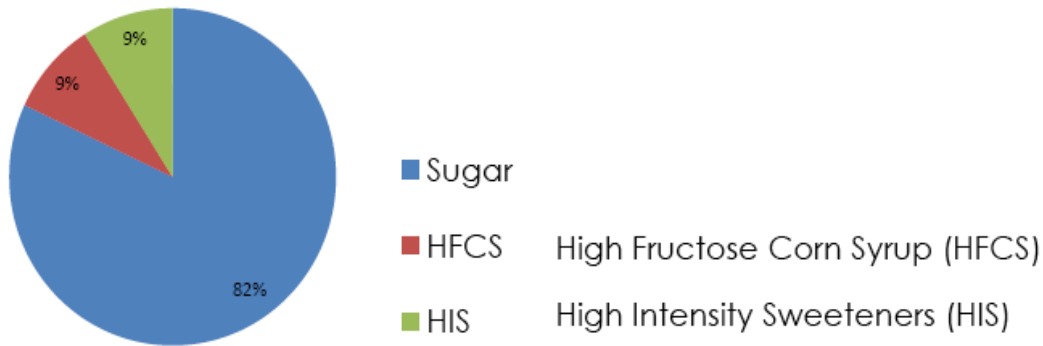 9%
9%
82%
Sugar
HFCS High Fructose Corn Syrup (HFCS)
HIS High Intensity Sweeteners (HIS)